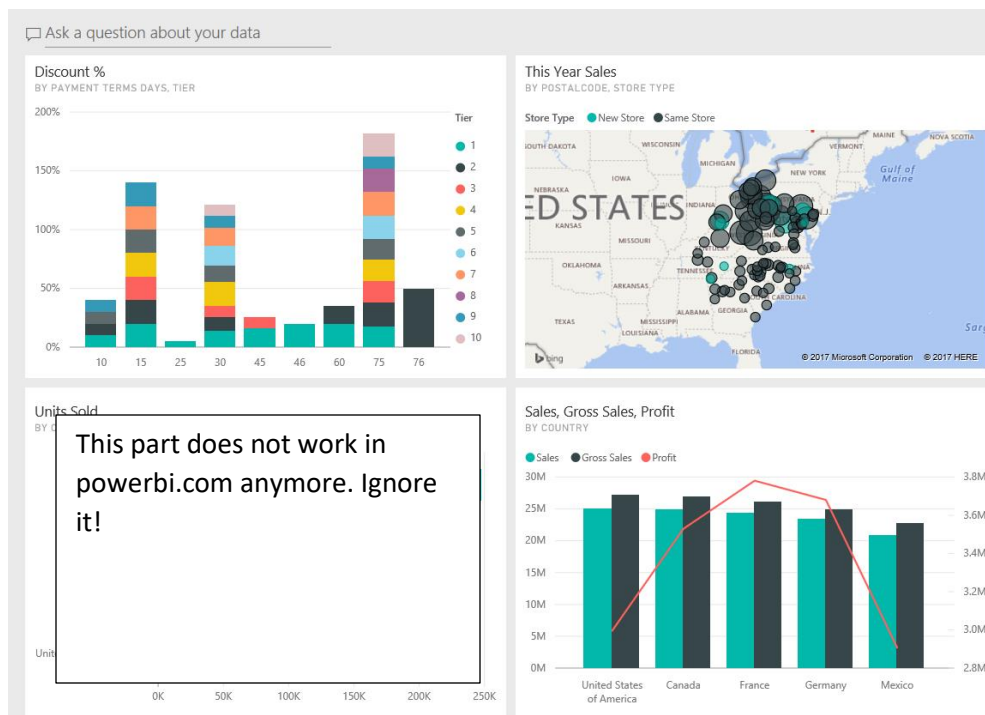 Ask a question about your data
Discount %
BY PAYMENT TERMS DAYS, TIER
200%
150%
100%
50%
0%
10 15 25 30 45 46 60 75 76
Tier
1
2
3
4
5
6
7
8
9
10
This Year Sales
BY POSTALCODE, STORE TYPE
Store Type New Store Same Store
SOUTH DAKOTA
WISCONSIN
MICHIGAN
VERMONT
MAINE
NOVA SCOTIA
Gulf of
Maine
NEW YORK
IOWA
NEBRASKA
ED STATES
INDIANA
KANSAS
MISSOURI
OKLAHOMA
TENNESSEE
ARKANSAS
CAROLINA
ALABAMA
GEORGIA
MISSISSIPPI
TEXAS
LOUISIANA
FLORIDA
Sarg
bing
© 2017 Microsoft Corporation © 2017 HERE
Units Sold
BY
This part does not work in
powerbi.com anymore. Ignore
it!
Unit
0K 50K 100K 150K 200K 250K
Sales, Gross Sales, Profit
BY COUNTRY
Sales Gross Sales Profit
30M
25M
20M
15M
10M
5M
0M
3.8M
3.6M
3.4M
3.2M
3.0M
2.8M
United States
of America
Canada
France
Germany
Mexico